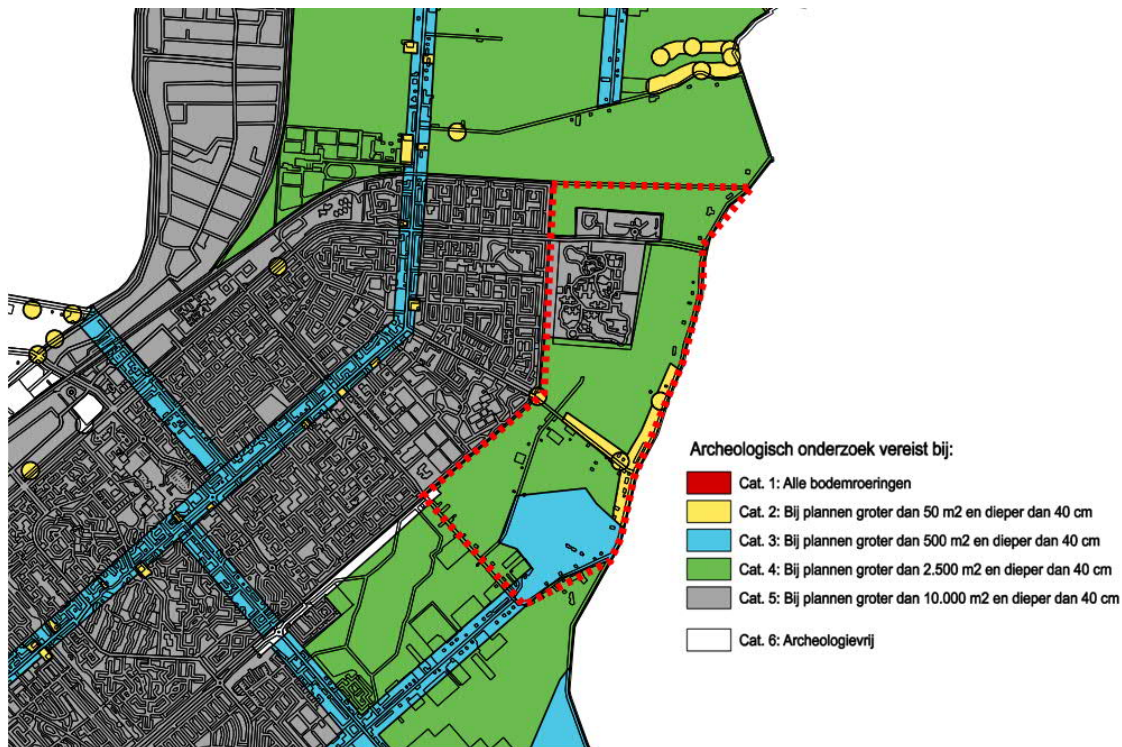 Archeologisch onderzoek vereist bij:
Cat. 1: Alle bodemroeringen
Cat. 2: Bij plannen groter dan 50 m2 en dieper dan 40 cm
Cat. 3: Bij plannen groter dan 500 m2 en dieper dan 40 cm
Cat. 4: Bij plannen groter dan 2.500 m2 en dieper dan 40 cm
Cat. 5: Bij plannen groter dan 10.000 m2 en dieper dan 40 cm
Cat. 6: Archeologievrij